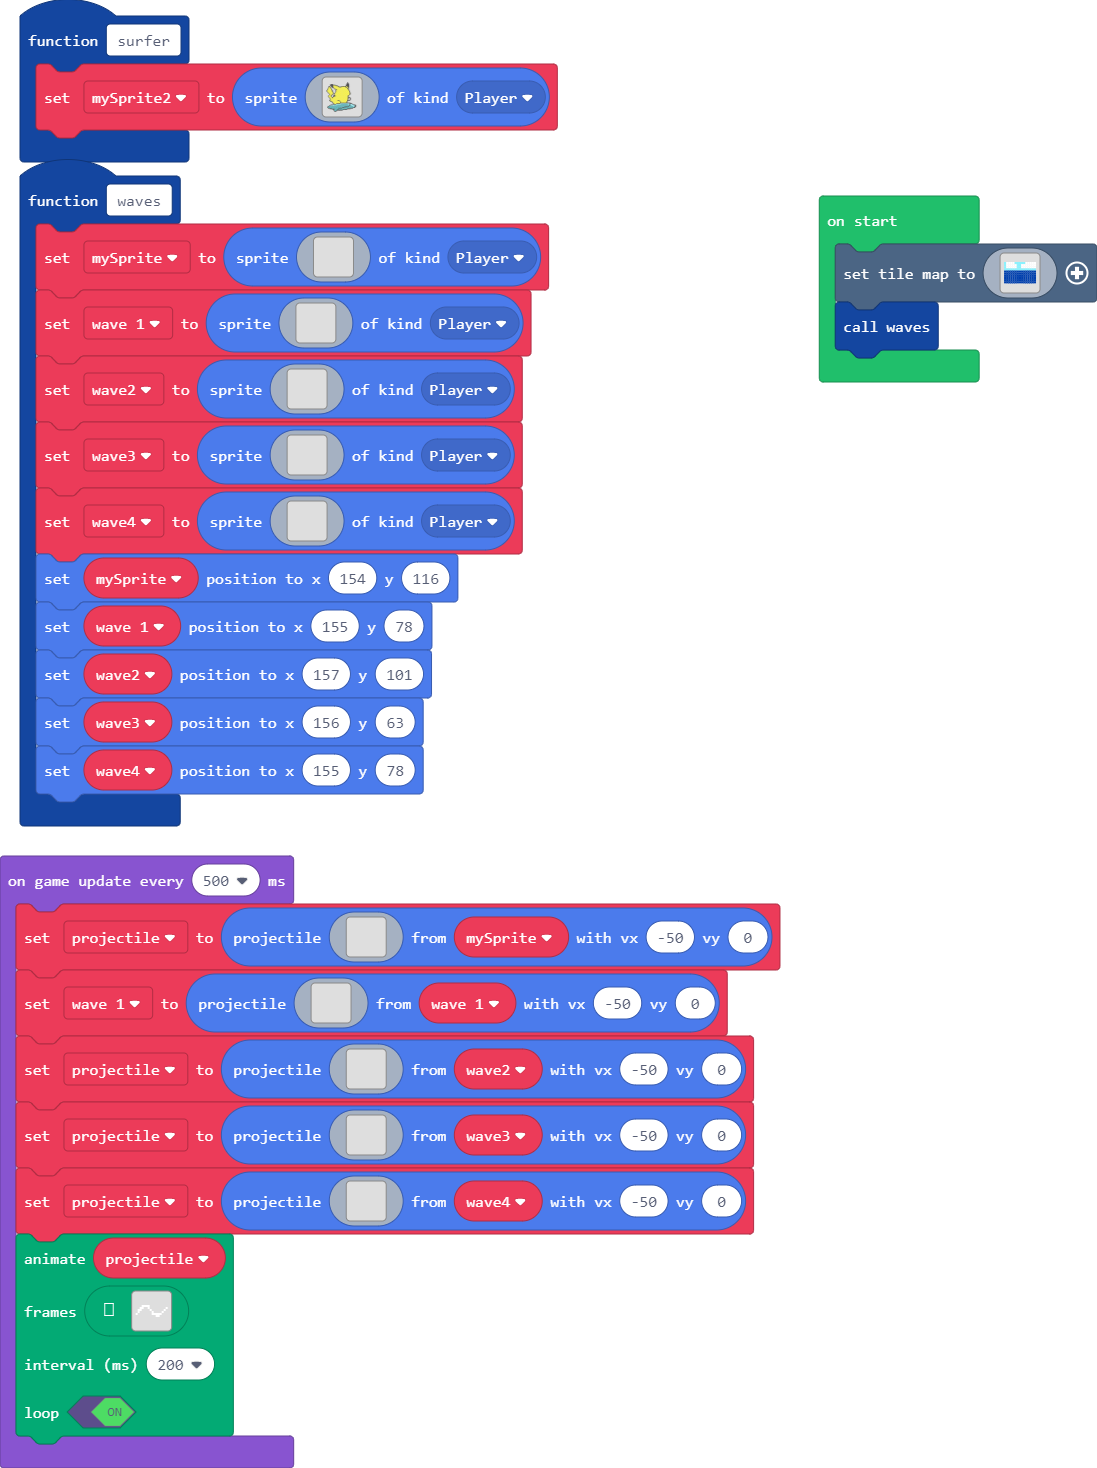 function surfer
set mySprite2 to sprite of kind Player
function waves
set mySprite to sprite of kind Player
set wave 1 to sprite of kind Player
set wave2 to sprite of kind Player
set wave3 to sprite of kind Player
set wave4 to sprite of kind Player
set mySprite position to x 154 y 116
set wave 1 position to x 155 y 78
set wave2 position to x 157 y 101
set wave3 position to x 156 y 63
set wave4 position to x 155 y 78
on start
set tile map to
call waves
on game update every 500 ms
set projectile to projectile from mySprite with vx -50 vy 0
set wave 1 to projectile from wave 1 with vx -50 vy 0
set projectile to projectile from wave2 with vx -50 vy 0
set projectile to projectile from wave3 with vx -50 vy 0
set projectile to projectile from wave4 with vx -50 vy 0
animate projectile
frames
interval (ms) 200
loop ON